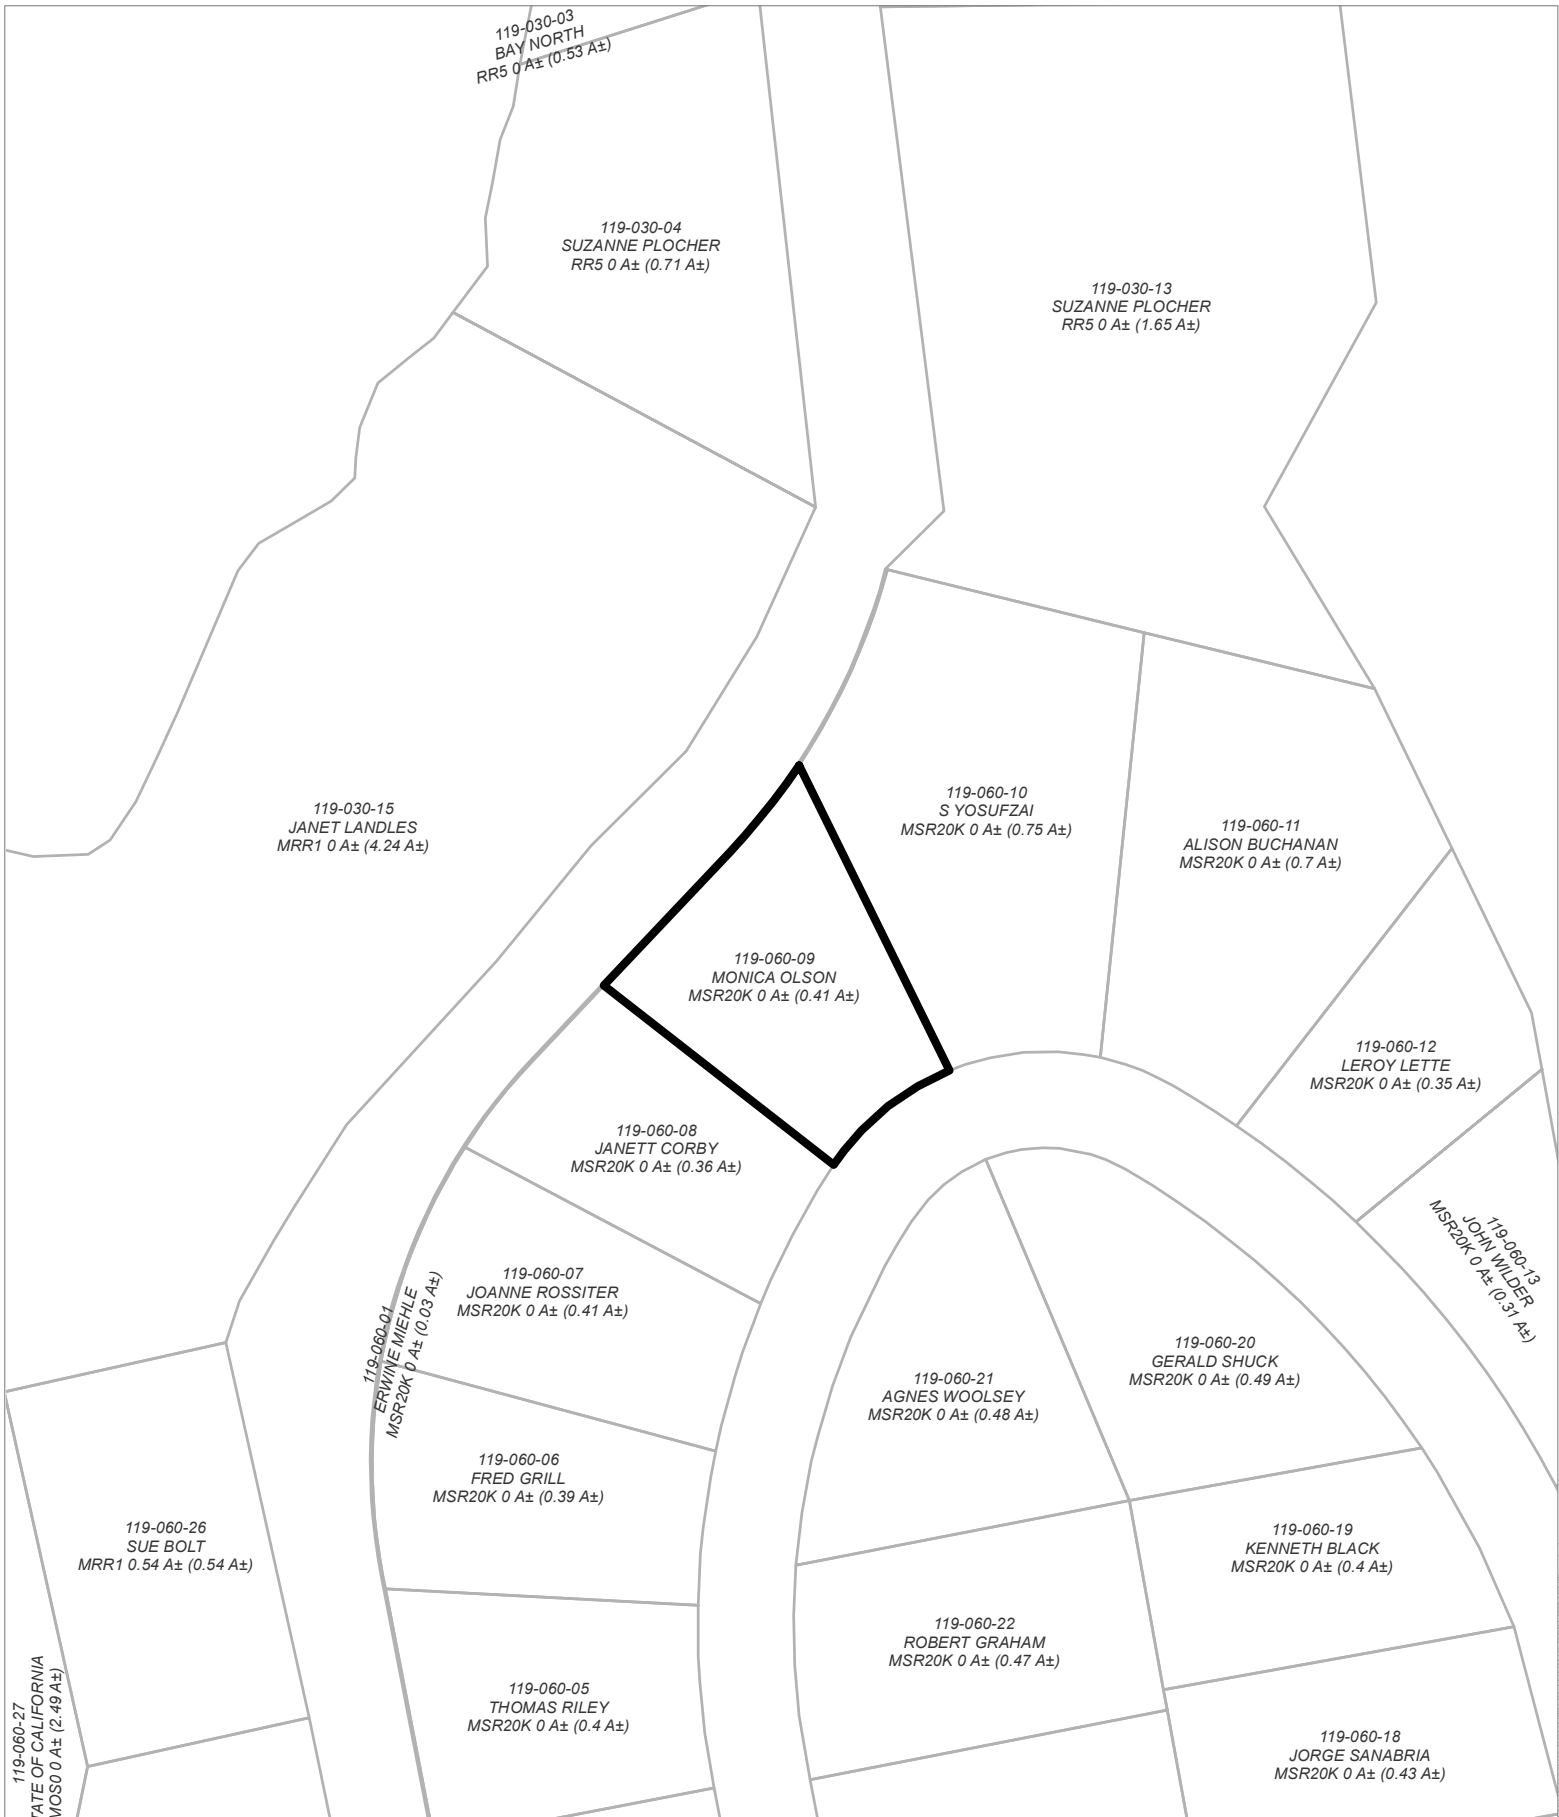 119-030-03
BAY NORTH
RR5 0 A± (0.53 A±)
119-030-04
SUZANNE PLOCHER
RR5 0 A± (0.71 A±)
119-030-13
SUZANNE PLOCHER
RR5 0 A± (1.65 A±)
119-030-15
JANET LANDLES
MRR1 0 A± (4.24 A±)
119-060-10
S YOSUFZAI
MSR20K 0 A± (0.75 A±)
119-060-11
ALISON BUCHANAN
MSR20K 0 A± (0.7 A±)
119-060-09
MONICA OLSON
MSR20K 0 A± (0.41 A±)
119-060-12
LEROY LETTE
MSR20K 0 A± (0.35 A±)
119-060-08
JANETT CORBY
MSR20K 0 A± (0.36 A±)
119-060-13
JOHN WILDER
MSR20K 0 A± (0.31 A±)
119-060-07
JOANNE ROSSITER
MSR20K 0 A± (0.41 A±)
119-060-01
ERWINE MIEHLE
MSR20K 0 A± (0.03 A±)
119-060-20
GERALD SHUCK
MSR20K 0 A± (0.49 A±)
119-060-21
AGNES WOOLSEY
MSR20K 0 A± (0.48 A±)
119-060-06
FRED GRILL
MSR20K 0 A± (0.39 A±)
119-060-26
SUE BOLT
MRR1 0.54 A± (0.54 A±)
119-060-19
KENNETH BLACK
MSR20K 0 A± (0.4 A±)
119-060-22
ROBERT GRAHAM
MSR20K 0 A± (0.47 A±)
119-060-05
THOMAS RILEY
MSR20K 0 A± (0.4 A±)
119-060-27
TATE OF CALIFORNIA
MOS0 0 A± (2.49 A±)
119-060-18
JORGE SANABRIA
MSR20K 0 A± (0.43 A±)